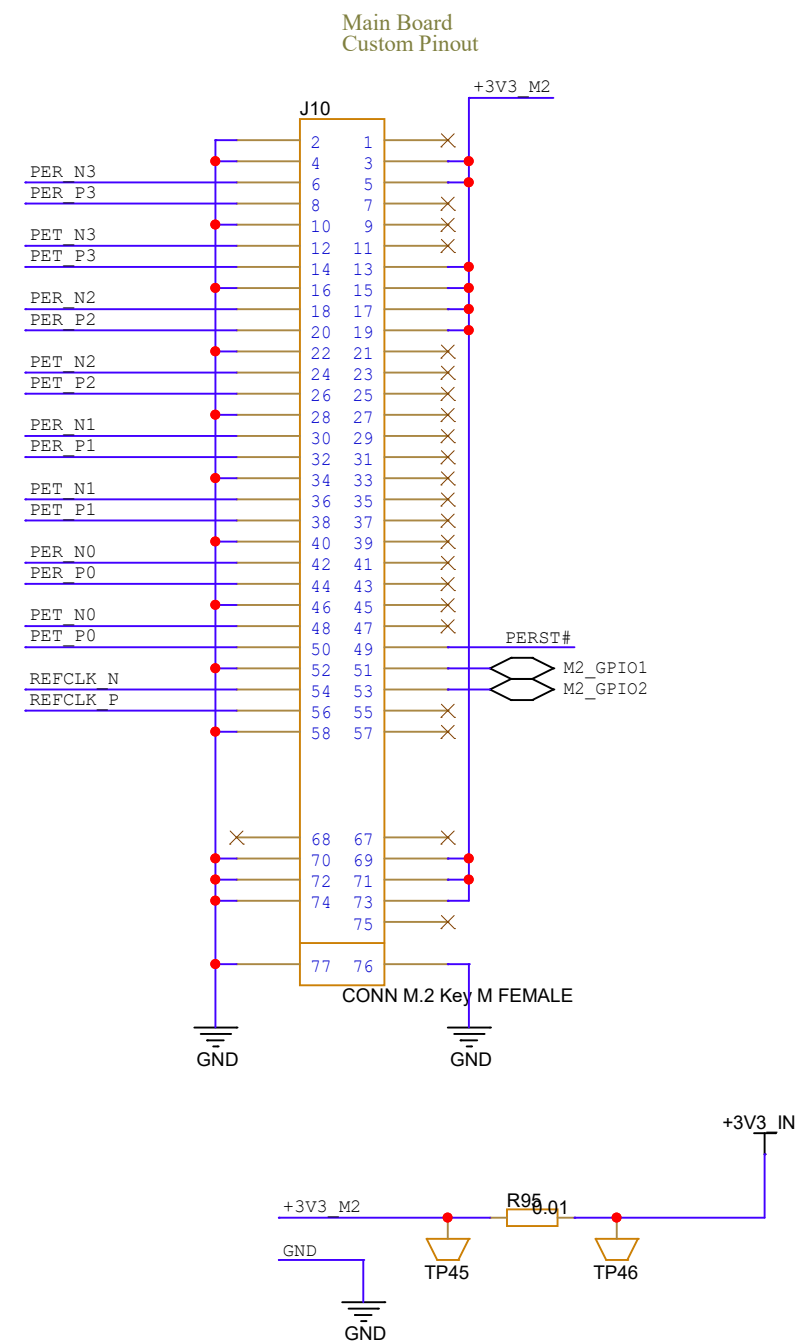 Main Board
Custom Pinout
+3V3_M2
J10
2 1
4 3
PER_N3 6 5
PER_P3 8 7
10 9
PET_N3 12 11
PET_P3 14 13
16 15
PER_N2 18 17
PER_P2 20 19
22 21
PET_N2 24 23
PET_P2 26 25
28 27
PER_N1 30 29
PER_P1 32 31
34 33
PET_N1 36 35
PET_P1 38 37
40 39
PER_N0 42 41
PER_P0 44 43
46 45
PET_N0 48 47
PET_P0 50 49 PERST#
52 51 M2_GPIO1
REFCLK_N 54 53 M2_GPIO2
REFCLK_P 56 55
58 57
68 67
70 69
72 71
74 73
75
77 76
CONN M.2 Key M FEMALE
GND GND
+3V3_IN
+3V3_M2 R95 0.01
GND TP45 TP46
GND